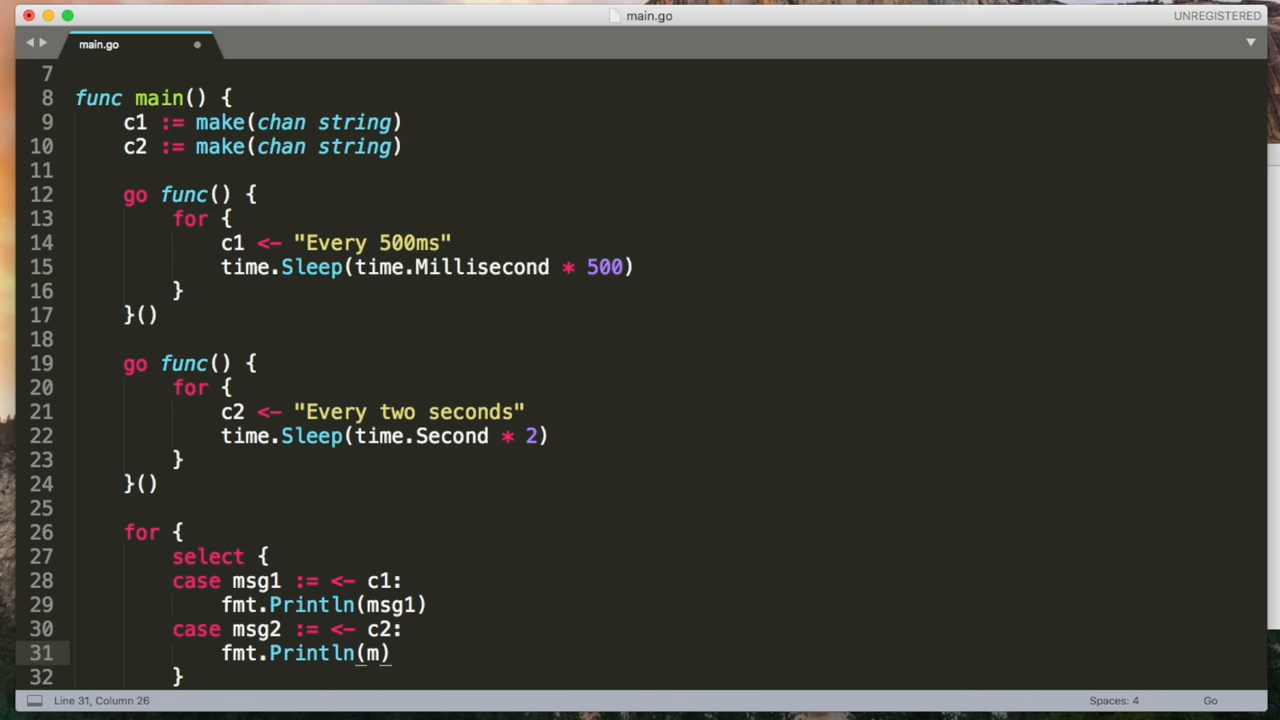 main.go
UNREGISTERED
main.go
7
8 func main() {
9     c1 := make(chan string)
10     c2 := make(chan string)
11
12     go func() {
13         for {
14             c1 <- "Every 500ms"
15             time.Sleep(time.Millisecond * 500)
16         }
17     }()
18
19     go func() {
20         for {
21             c2 <- "Every two seconds"
22             time.Sleep(time.Second * 2)
23         }
24     }()
25
26     for {
27         select {
28         case msg1 := <- c1:
29             fmt.Println(msg1)
30         case msg2 := <- c2:
31             fmt.Println(m)
32         }
Line 31, Column 26
Spaces: 4
Go